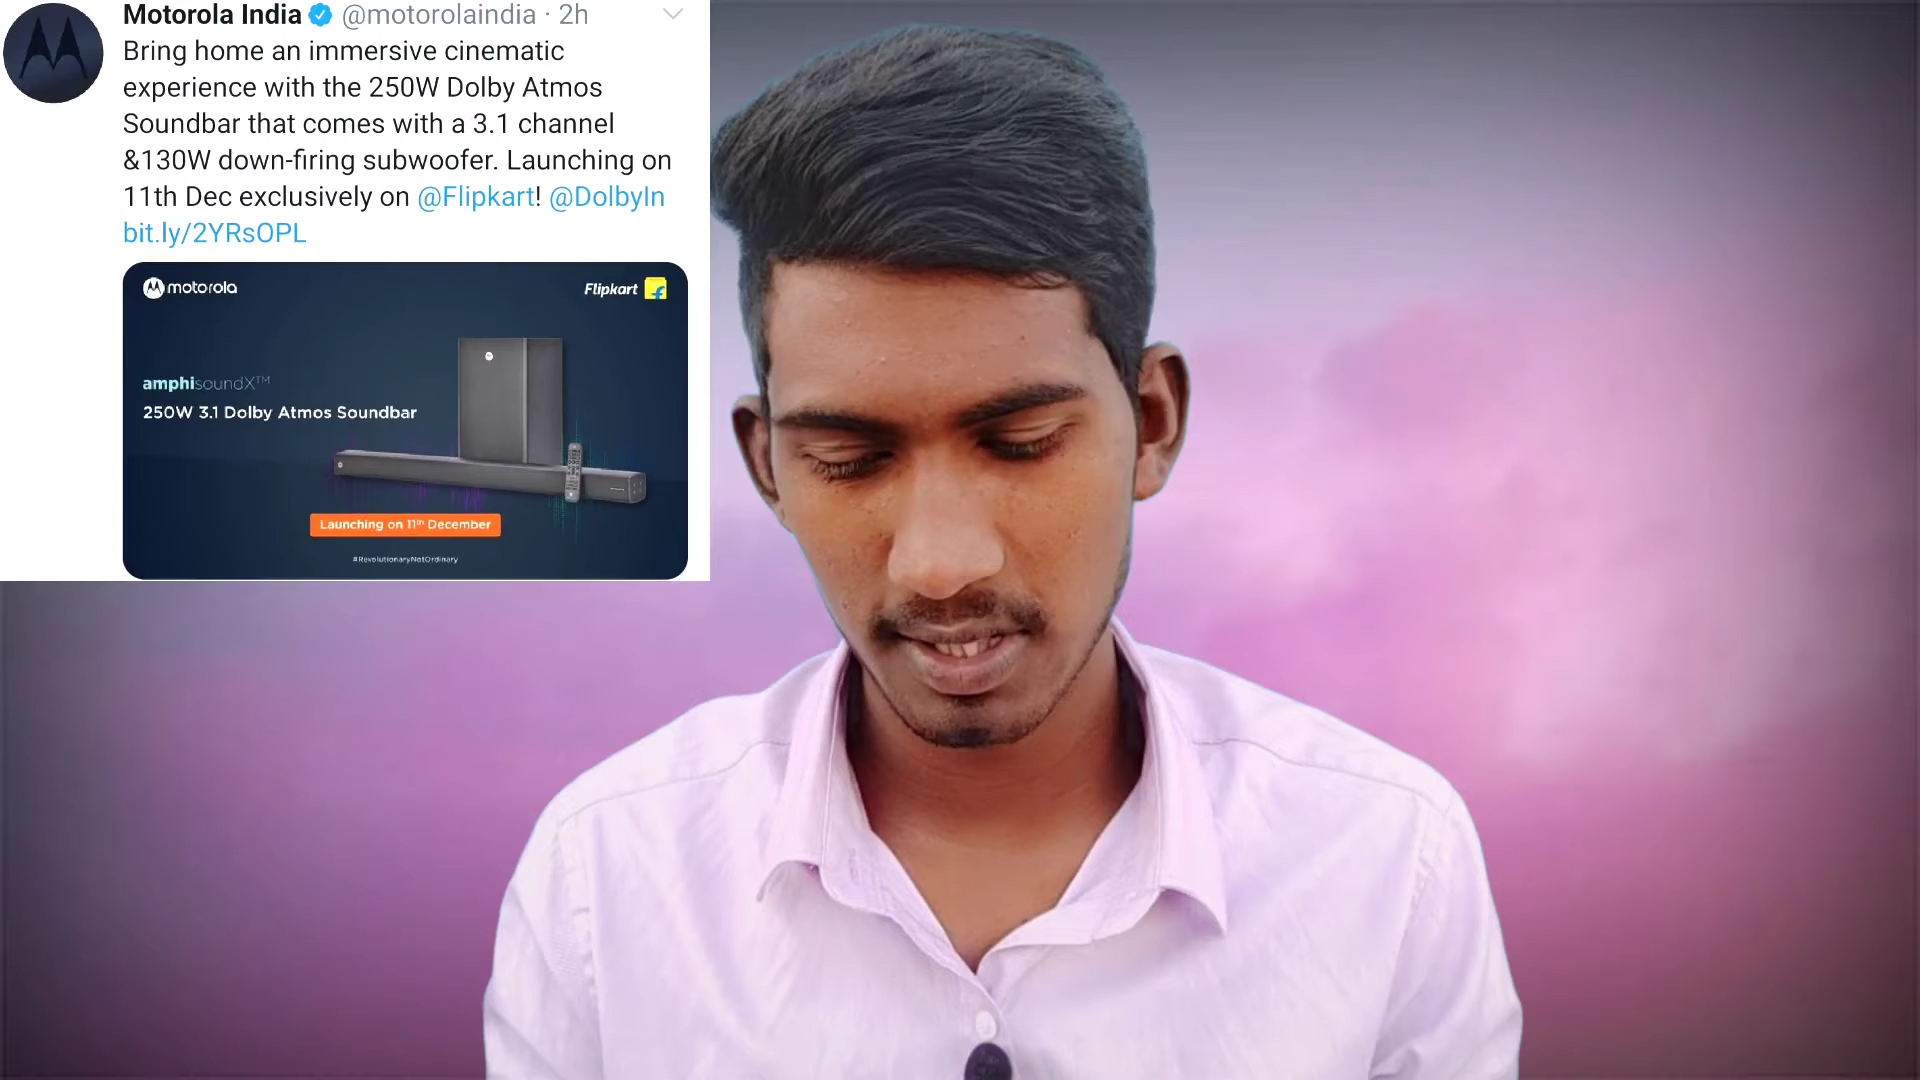 Motorola India @motorolaindia · 2h
Bring home an immersive cinematic
experience with the 250W Dolby Atmos
Soundbar that comes with a 3.1 channel
&130W down-firing subwoofer. Launching on
11th Dec exclusively on @Flipkart! @DolbyIn
bit.ly/2YRsOPL
motorola
Flipkart
amphisoundX™
250W 3.1 Dolby Atmos Soundbar
Launching on 11th December
#RevolutionaryNotOrdinary